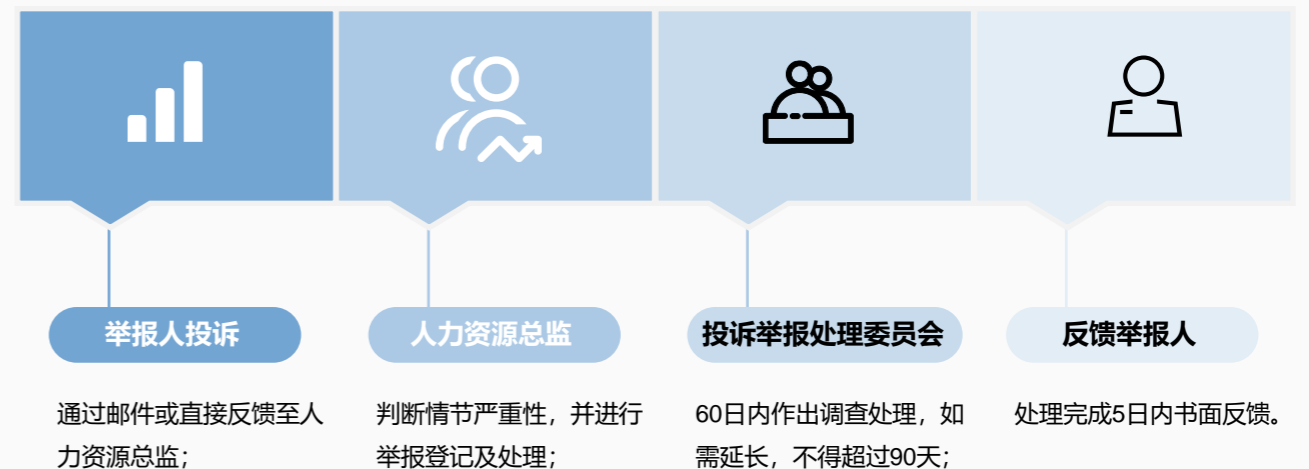 举报人投诉
通过邮件或直接反馈至人
力资源总监；
人力资源总监
判断情节严重性，并进行
举报登记及处理；
投诉举报处理委员会
60日内作出调查处理，如
需延长，不得超过90天；
反馈举报人
处理完成5日内书面反馈。